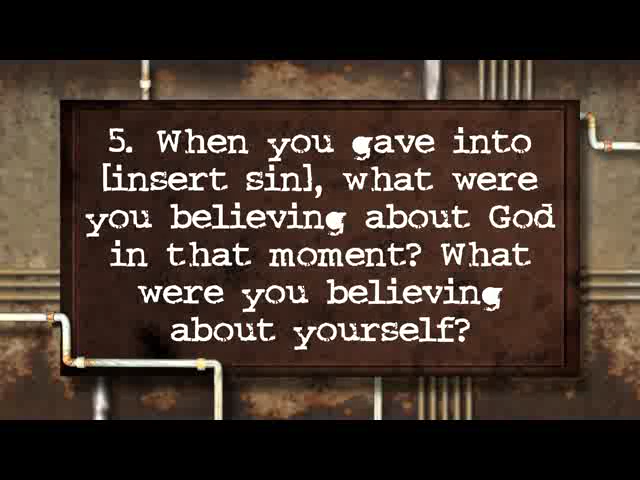 5. When you gave into
[insert sin], what were
you believing about God
in that moment? What
were you believing
about yourself?